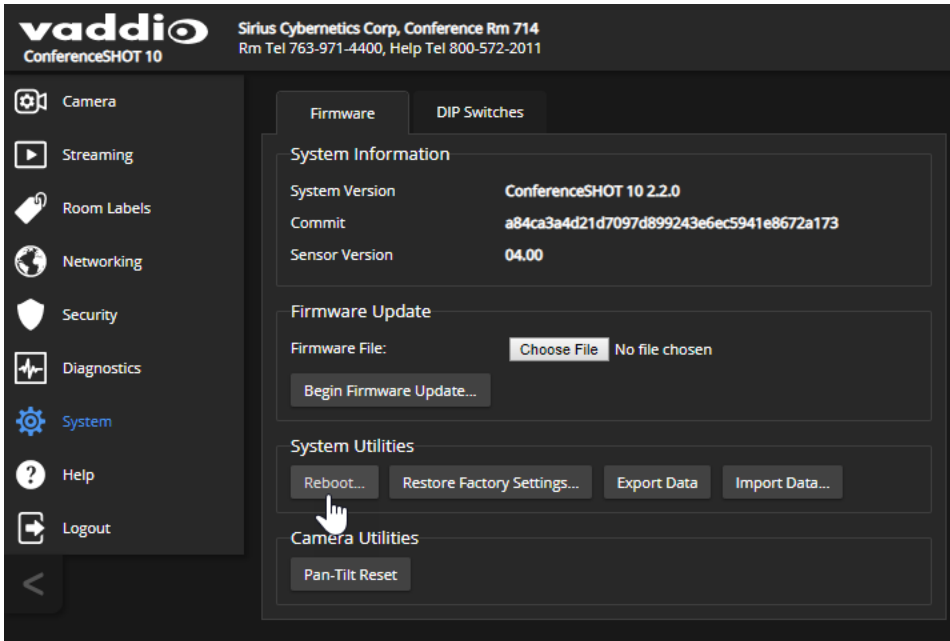 vaddio
ConferenceSHOT 10
Sirius Cybernetics Corp, Conference Rm 714
Rm Tel 763-971-4400, Help Tel 800-572-2011
Camera
Streaming
Room Labels
Networking
Security
Diagnostics
System
? Help
Logout
<
Firmware DIP Switches
System Information
System Version ConferenceSHOT 10 2.2.0
Commit a84ca3a4d21d7097d899243e6ec5941e8672a173
Sensor Version 04.00
Firmware Update
Firmware File: Choose File No file chosen
Begin Firmware Update...
System Utilities
Reboot... Restore Factory Settings... Export Data Import Data...
Camera Utilities
Pan-Tilt Reset